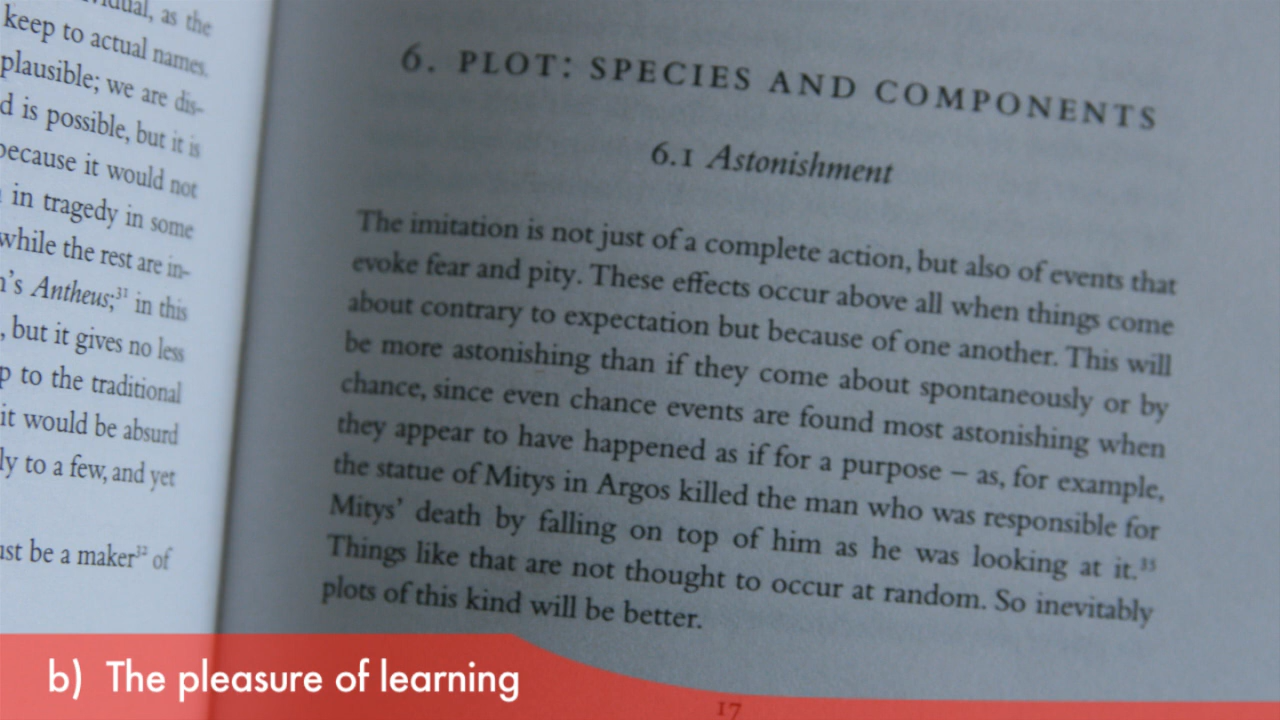 vidual, as the
keep to actual names.
plausible; we are dis-
d is possible, but it is
because it would not
in tragedy in some
while the rest are in-
n's Antheus;³¹ in this
, but it gives no less
p to the traditional
it would be absurd
ly to a few, and yet
ust be a maker³² of
6. PLOT: SPECIES AND COMPONENTS
6.1 Astonishment
The imitation is not just of a complete action, but also of events that
evoke fear and pity. These effects occur above all when things come
about contrary to expectation but because of one another. This will
be more astonishing than if they come about spontaneously or by
chance, since even chance events are found most astonishing when
they appear to have happened as if for a purpose – as, for example,
the statue of Mitys in Argos killed the man who was responsible for
Mitys' death by falling on top of him as he was looking at it.³³
Things like that are not thought to occur at random. So inevitably
plots of this kind will be better.
17
b) The pleasure of learning